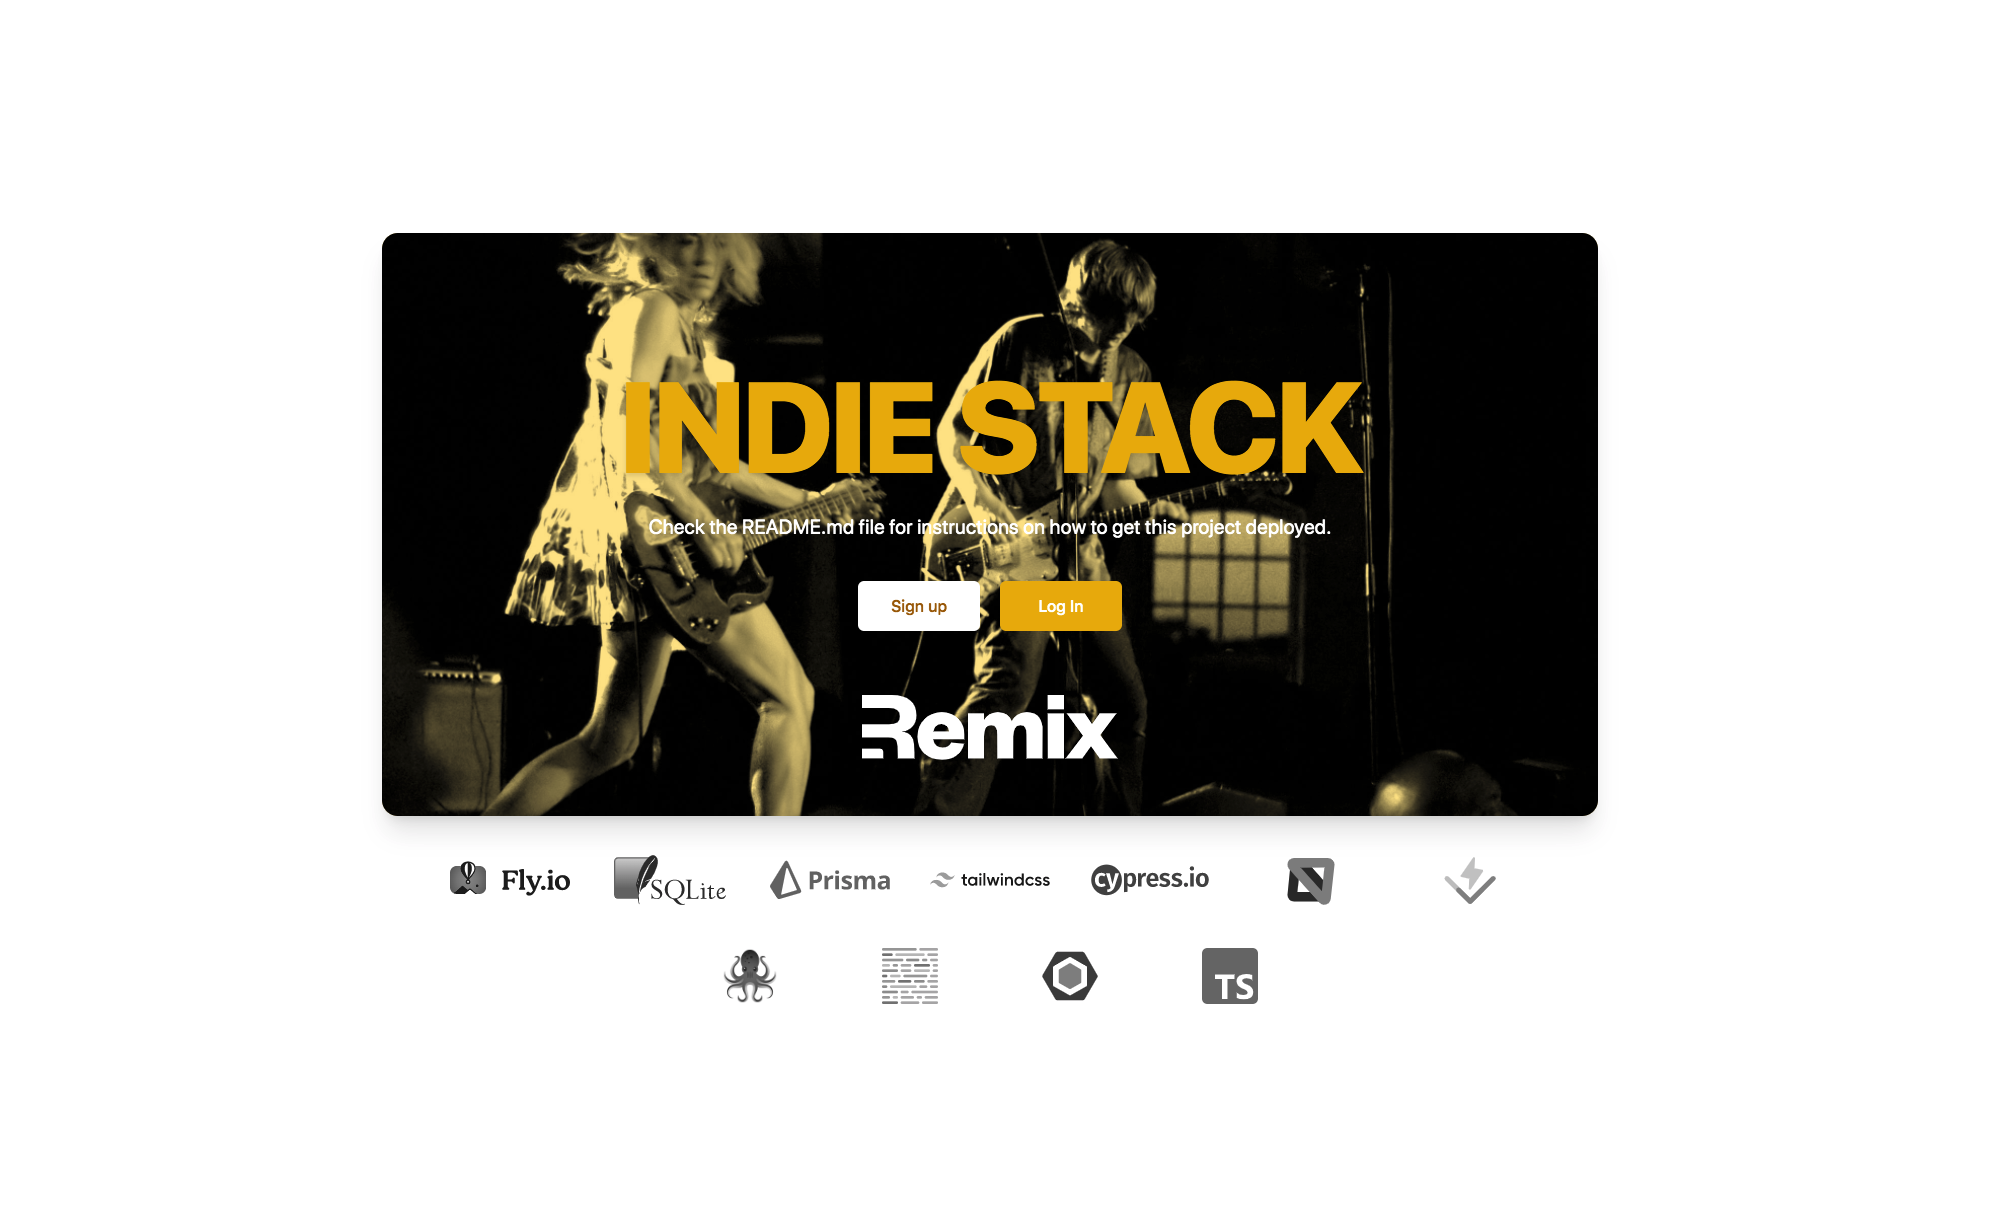 INDIE STACK
Check the README.md file for instructions on how to get this project deployed.
Sign up
Log In
Remix
Fly.io
SQLite
Prisma
tailwindcss
cypress.io
TS